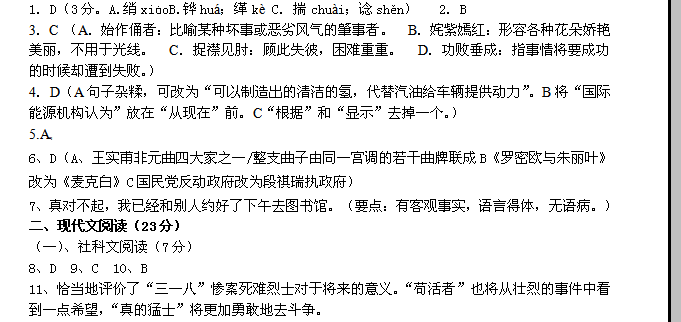 1. D(3分。A.绡 xiāoB.铧 huá；缂 kè C. 揣 chuài；谂 shěn)  2. B
3. C （A. 始作俑者：比喻某种坏事或恶劣风气的肇事者。 B. 姹紫嫣红：形容各种花朵娇艳
美丽，不用于光线。 C. 捉襟见肘：顾此失彼，困难重重。 D. 功败垂成：指事情将要成功
的时候却遭到失败。）
4. D（A句子杂糅，可改为“可以制造出的清洁的氢，代替汽油给车辆提供动力”。B将“国际
能源机构认为”放在“从现在”前。C“根据”和“显示”去掉一个。）
5.A
6、D（A、王实甫非元曲四大家之一/整支曲子由同一宫调的若干曲牌联成 B《罗密欧与朱丽叶》
改为《麦克白》C国民党反动政府改为段祺瑞执政府）
7、真对不起，我已经和别人约好了下午去图书馆。（要点：有客观事实，语言得体，无语病。）
二、现代文阅读（23分）
（一）、社科文阅读（7分）
8、D 9、C 10、B
11、恰当地评价了“三一八”惨案死难烈士对于将来的意义。“苟活者”也将从壮烈的事件中看
到一点希望，“真的猛士”将更加勇敢地去斗争。